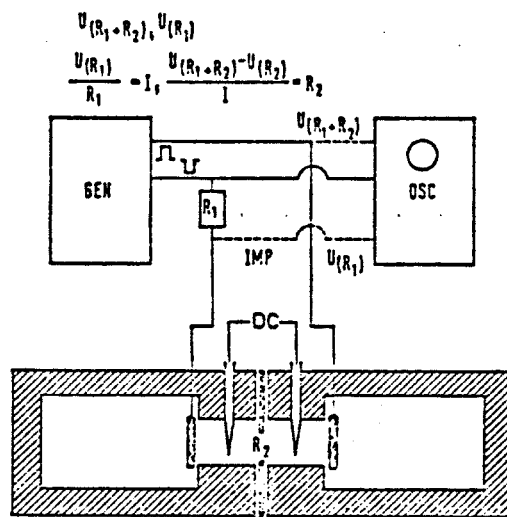 U(R₁+R₂), U(R₁)
U(R₁)/R₁ = I, U(R₁+R₂)-U(R₂)/I = R₂
U(R₁+R₂)
GEN
OSC
R₁
IMP
U(R₁)
DC
R₂